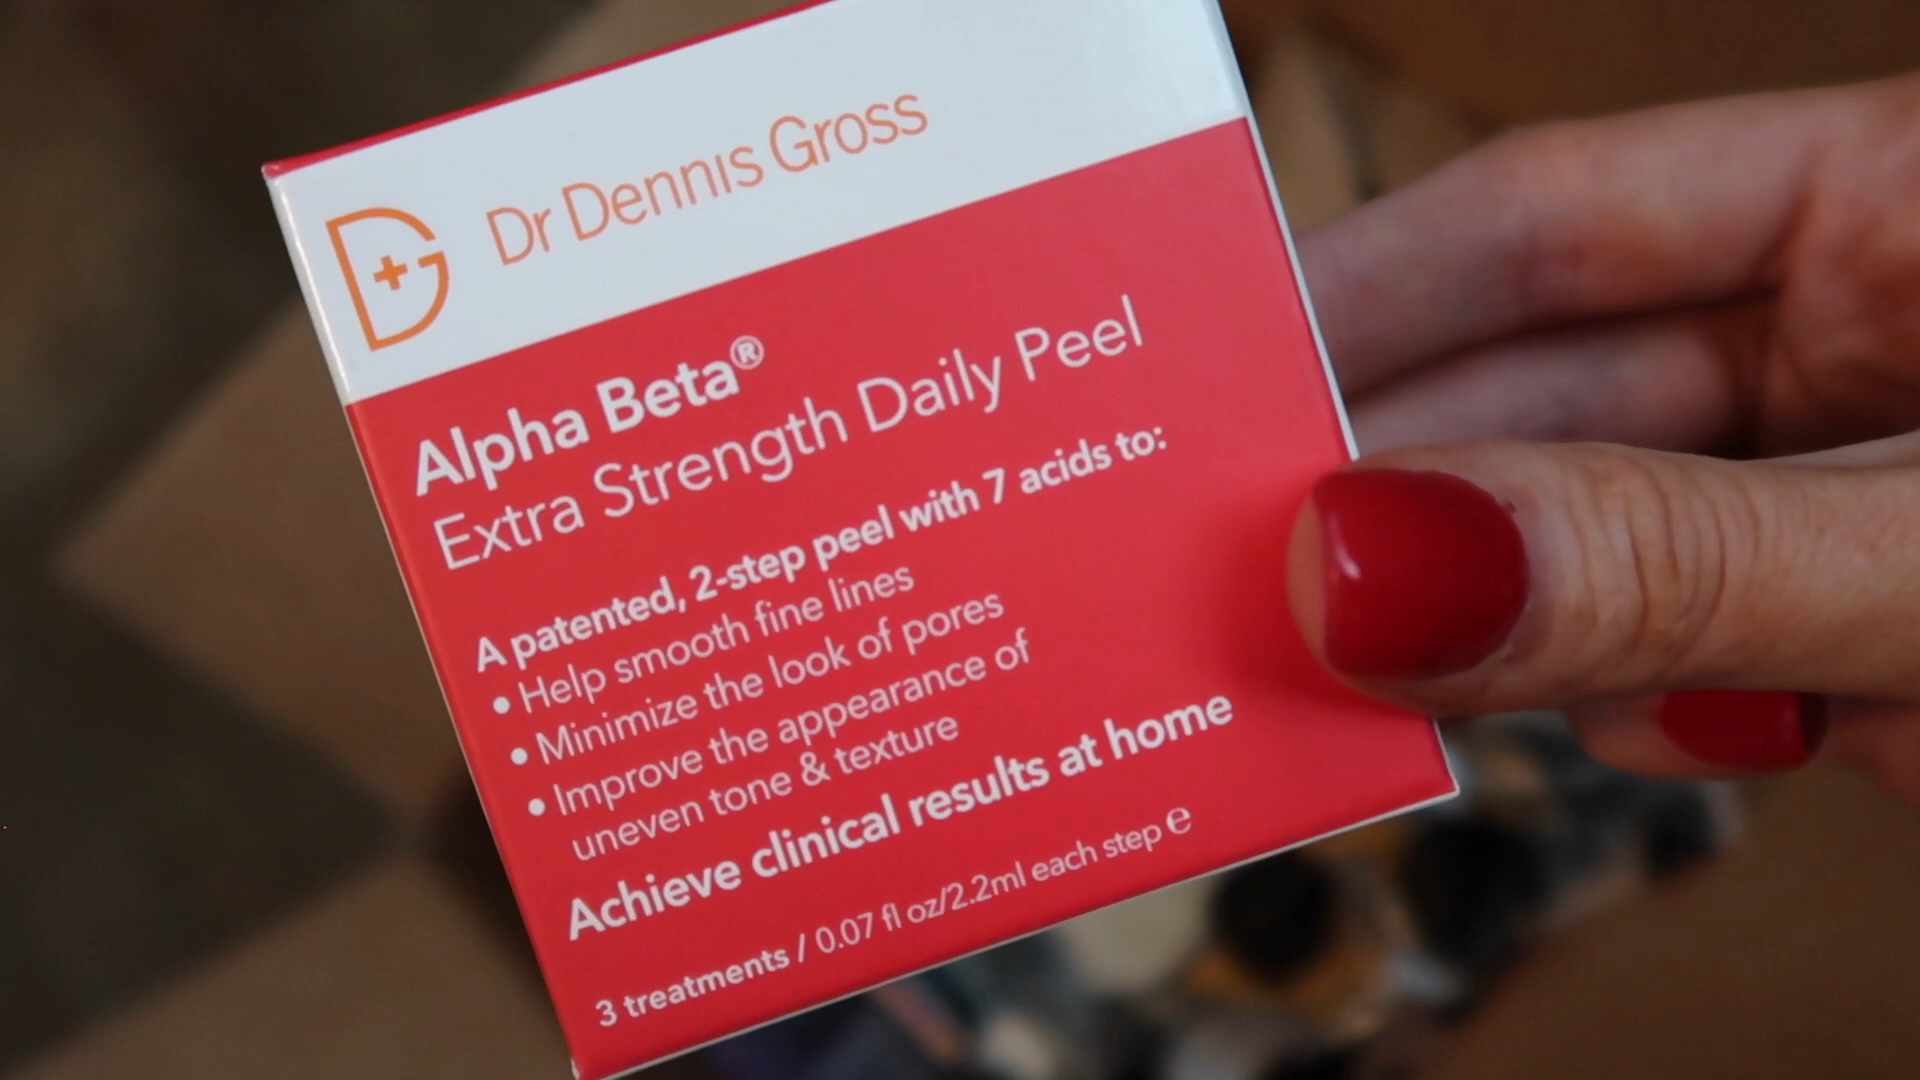 Dr Dennis Gross
Alpha Beta®
Extra Strength Daily Peel
A patented, 2-step peel with 7 acids to:
• Help smooth fine lines
• Minimize the look of pores
• Improve the appearance of
uneven tone & texture
Achieve clinical results at home
3 treatments / 0.07 fl oz/2.2ml each step ℮